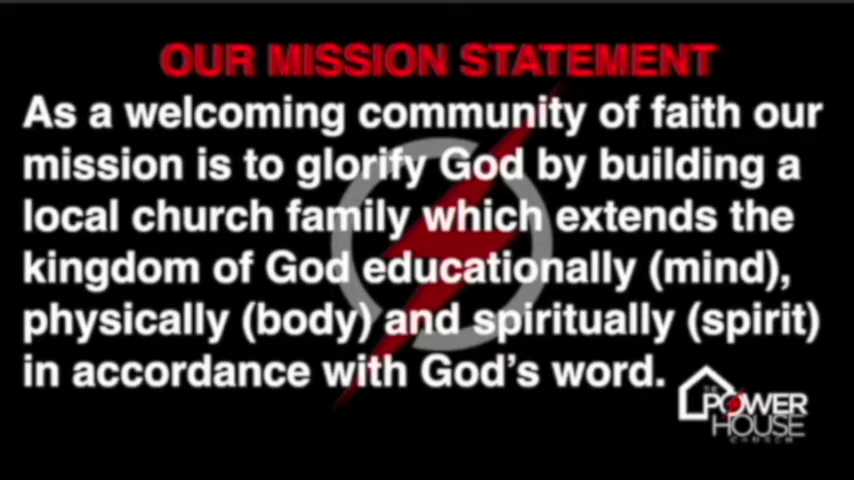 OUR MISSION STATEMENT
As a welcoming community of faith our
mission is to glorify God by building a
local church family which extends the
kingdom of God educationally (mind),
physically (body) and spiritually (spirit)
in accordance with God's word.
THE
POWER
HOUSE
CHURCH